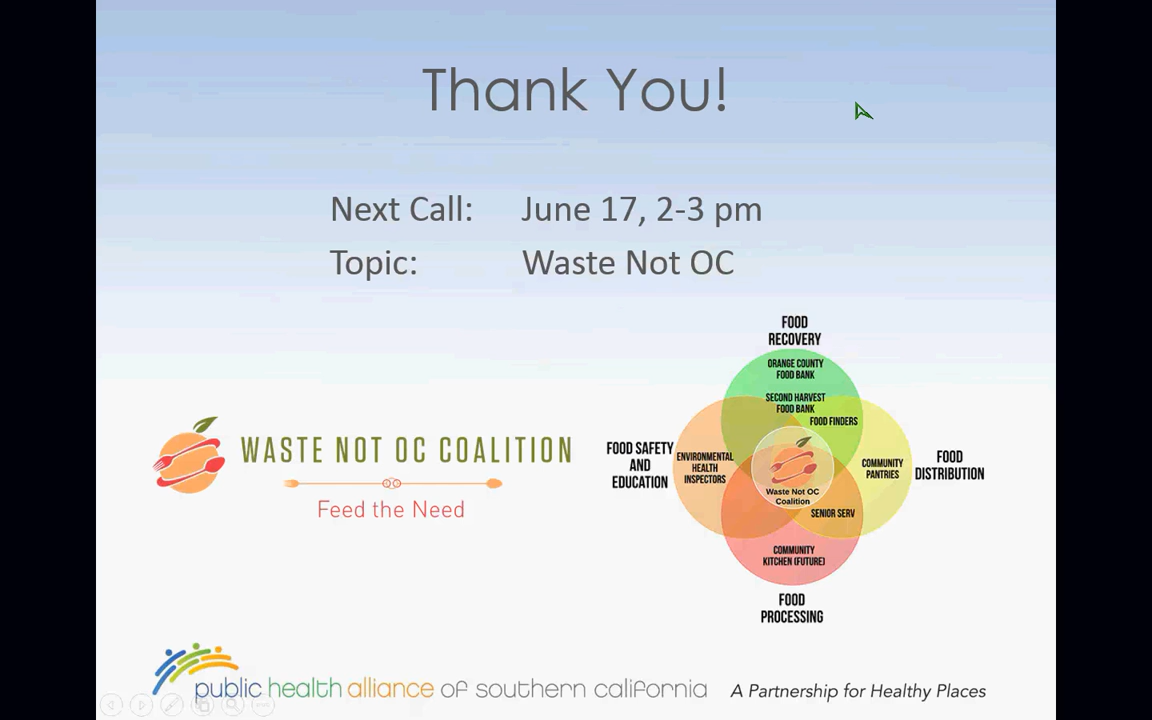 Thank You!
Next Call: June 17, 2-3 pm
Topic: Waste Not OC
WASTE NOT OC COALITION
Feed the Need
FOOD
RECOVERY
ORANGE COUNTY
FOOD BANK
SECOND HARVEST
FOOD BANK
FOOD FINDERS
FOOD SAFETY
AND
EDUCATION
ENVIRONMENTAL
HEALTH
INSPECTORS
Waste Not OC
Coalition
COMMUNITY
PANTRIES
FOOD
DISTRIBUTION
SENIOR SERV
COMMUNITY
KITCHEN (FUTURE)
FOOD
PROCESSING
public health alliance of southern california
A Partnership for Healthy Places